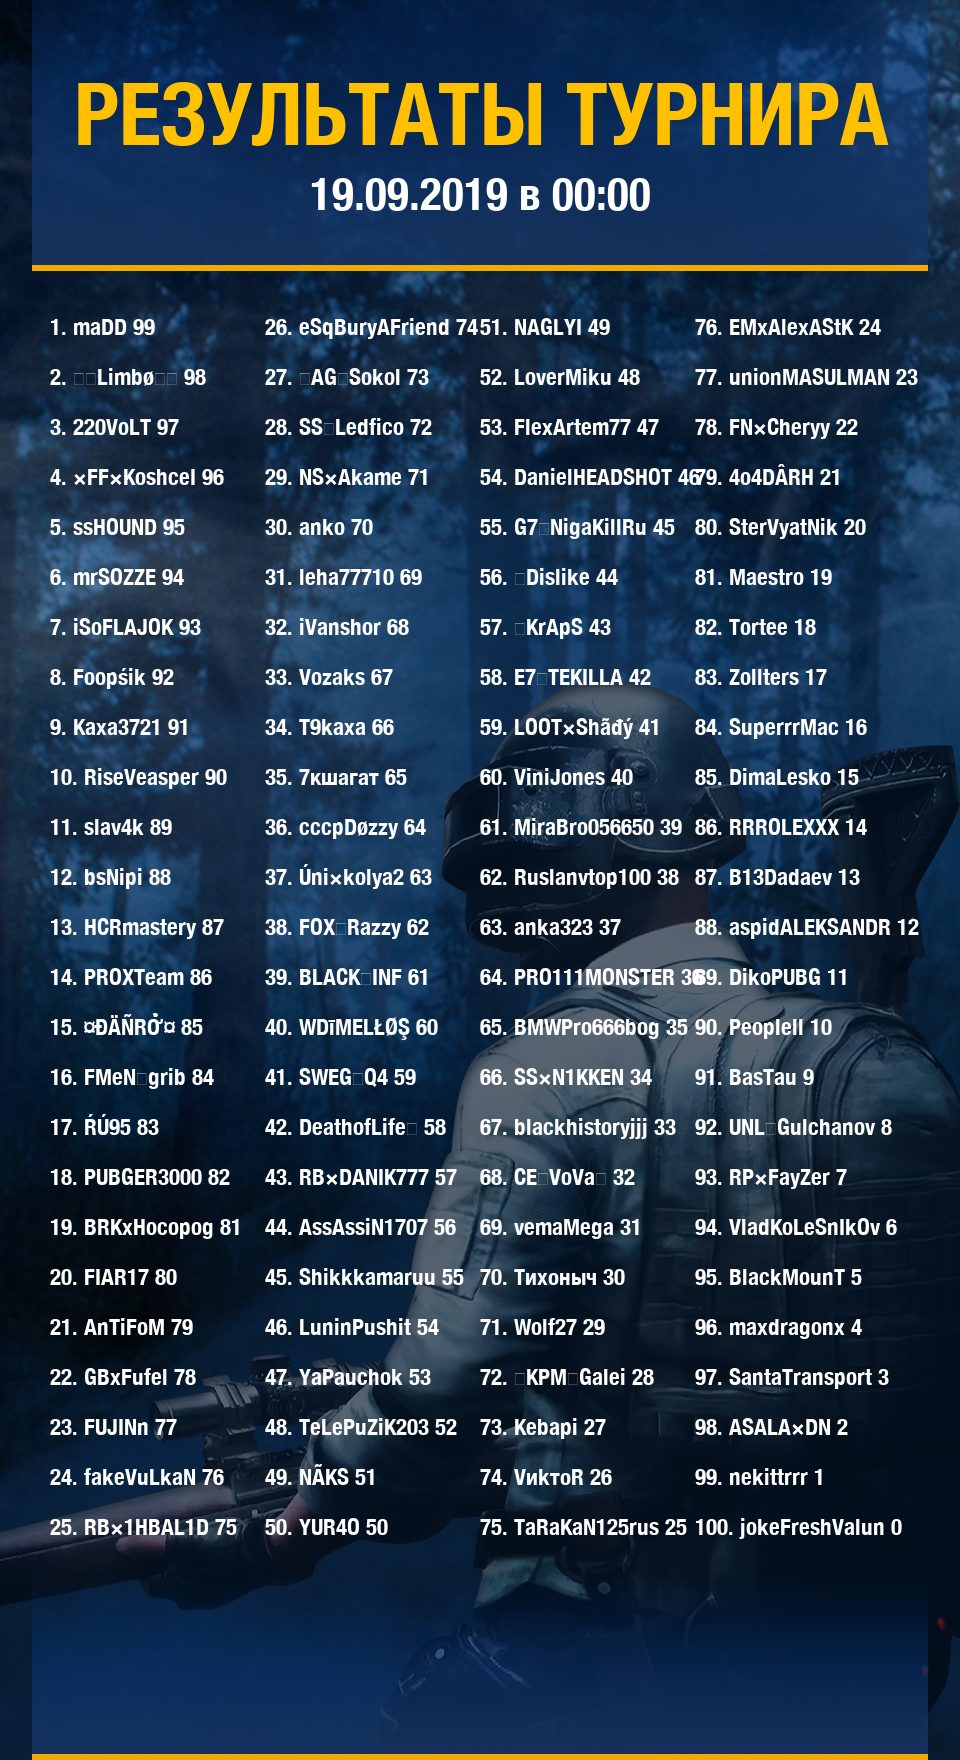 РЕЗУЛЬТАТЫ ТУРНИРА
19.09.2019 в 00:00
1. maDD 99
2. □□Limbø□□ 98
3. 220VoLT 97
4. ×FF×Koshcel 96
5. ssHOUND 95
6. mrSOZZE 94
7. iSoFLAJOK 93
8. Foopśik 92
9. Kaxa3721 91
10. RiseVeasper 90
11. slav4k 89
12. bsNipi 88
13. HCRmastery 87
14. PROXTeam 86
15. ¤ĐÄÑRỞ¤ 85
16. FMeN□grib 84
17. ŔÚ95 83
18. PUBGER3000 82
19. BRKxHocopog 81
20. FIAR17 80
21. AnTiFoM 79
22. GBxFufel 78
23. FUJINn 77
24. fakeVuLkaN 76
25. RB×1HBAL1D 75
26. eSqBuryAFriend 74
27. □AG□Sokol 73
28. SS□Ledfico 72
29. NS×Akame 71
30. anko 70
31. leha77710 69
32. iVanshor 68
33. Vozaks 67
34. T9kaxa 66
35. 7кшагат 65
36. cccpDøzzy 64
37. Úni×kolya2 63
38. FOX□Razzy 62
39. BLACK□INF 61
40. WDīMELŁØŞ 60
41. SWEG□Q4 59
42. DeathofLife□ 58
43. RB×DANIK777 57
44. AssAssiN1707 56
45. Shikkkamaruu 55
46. LuninPushit 54
47. YaPauchok 53
48. TeLePuZiK203 52
49. NÃKS 51
50. YUR4O 50
51. NAGLYI 49
52. LoverMiku 48
53. FlexArtem77 47
54. DanielHEADSHOT 46
55. G7□NigaKillRu 45
56. □Dislike 44
57. □KrApS 43
58. E7□TEKILLA 42
59. LOOT×Shãđý 41
60. ViniJones 40
61. MiraBro056650 39
62. Ruslanvtop100 38
63. anka323 37
64. PRO111MONSTER 36
65. BMWPro666bog 35
66. SS×N1KKEN 34
67. blackhistoryjjj 33
68. CE□VoVa□ 32
69. vemaMega 31
70. Тихоныч 30
71. Wolf27 29
72. □KPM□Galei 28
73. Kebapi 27
74. VиктоR 26
75. TaRaKaN125rus 25
76. EMxAlexAStK 24
77. unionMASULMAN 23
78. FN×Cheryy 22
79. 4o4DÂRH 21
80. SterVyatNik 20
81. Maestro 19
82. Tortee 18
83. Zollters 17
84. SuperrrMac 16
85. DimaLesko 15
86. RRROLEXXX 14
87. B13Dadaev 13
88. aspidALEKSANDR 12
89. DikoPUBG 11
90. Peoplell 10
91. BasTau 9
92. UNL□Gulchanov 8
93. RP×FayZer 7
94. VladKoLeSnIkOv 6
95. BlackMounT 5
96. maxdragonx 4
97. SantaTransport 3
98. ASALA×DN 2
99. nekittrrr 1
100. jokeFreshValun 0